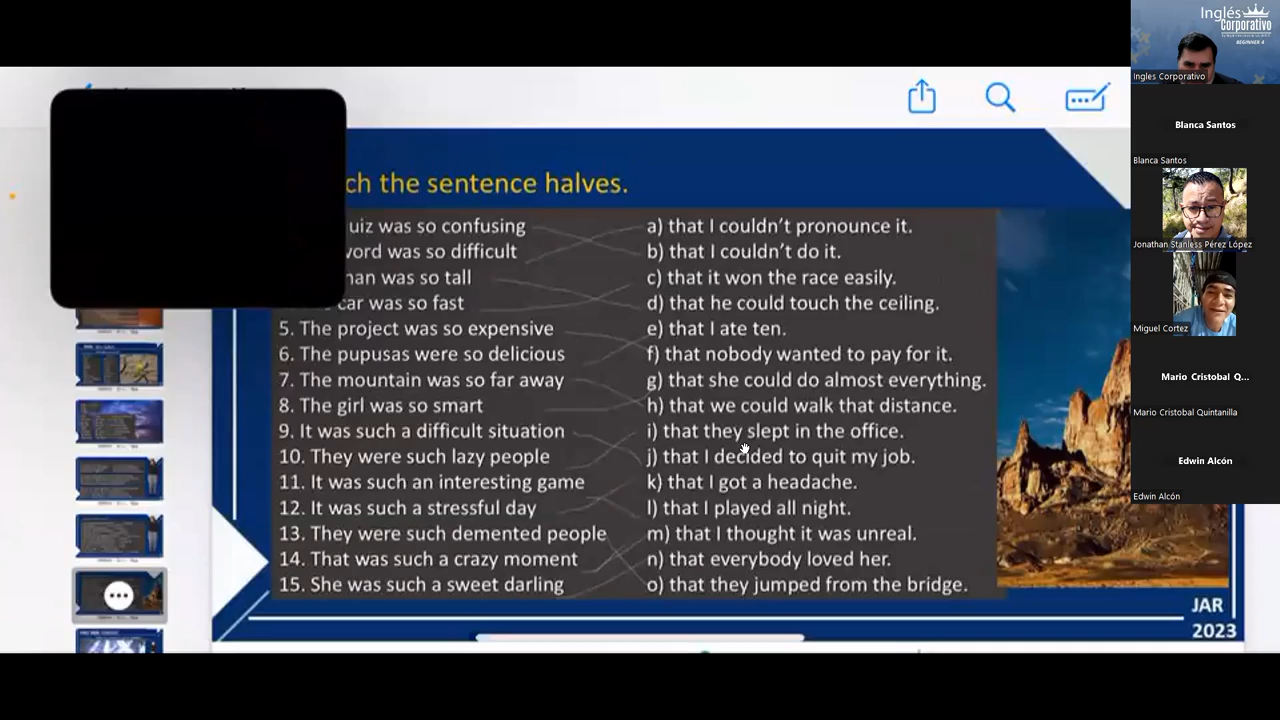 Inglés
Corporativo
BEGINNER 4
Ingles Corporativo
Blanca Santos
Blanca Santos
Jonathan Stanless Pérez López
Miguel Cortez
Mario Cristobal Q...
Mario Cristobal Quintanilla
Edwin Alcón
Edwin Alcón
ch the sentence halves.
uiz was so confusing
a) that I couldn't pronounce it.
word was so difficult
b) that I couldn't do it.
man was so tall
c) that it won the race easily.
car was so fast
d) that he could touch the ceiling.
5. The project was so expensive
e) that I ate ten.
6. The pupusas were so delicious
f) that nobody wanted to pay for it.
7. The mountain was so far away
g) that she could do almost everything.
8. The girl was so smart
h) that we could walk that distance.
9. It was such a difficult situation
i) that they slept in the office.
10. They were such lazy people
j) that I decided to quit my job.
11. It was such an interesting game
k) that I got a headache.
12. It was such a stressful day
l) that I played all night.
13. They were such demented people
m) that I thought it was unreal.
14. That was such a crazy moment
n) that everybody loved her.
15. She was such a sweet darling
o) that they jumped from the bridge.
JAR
2023